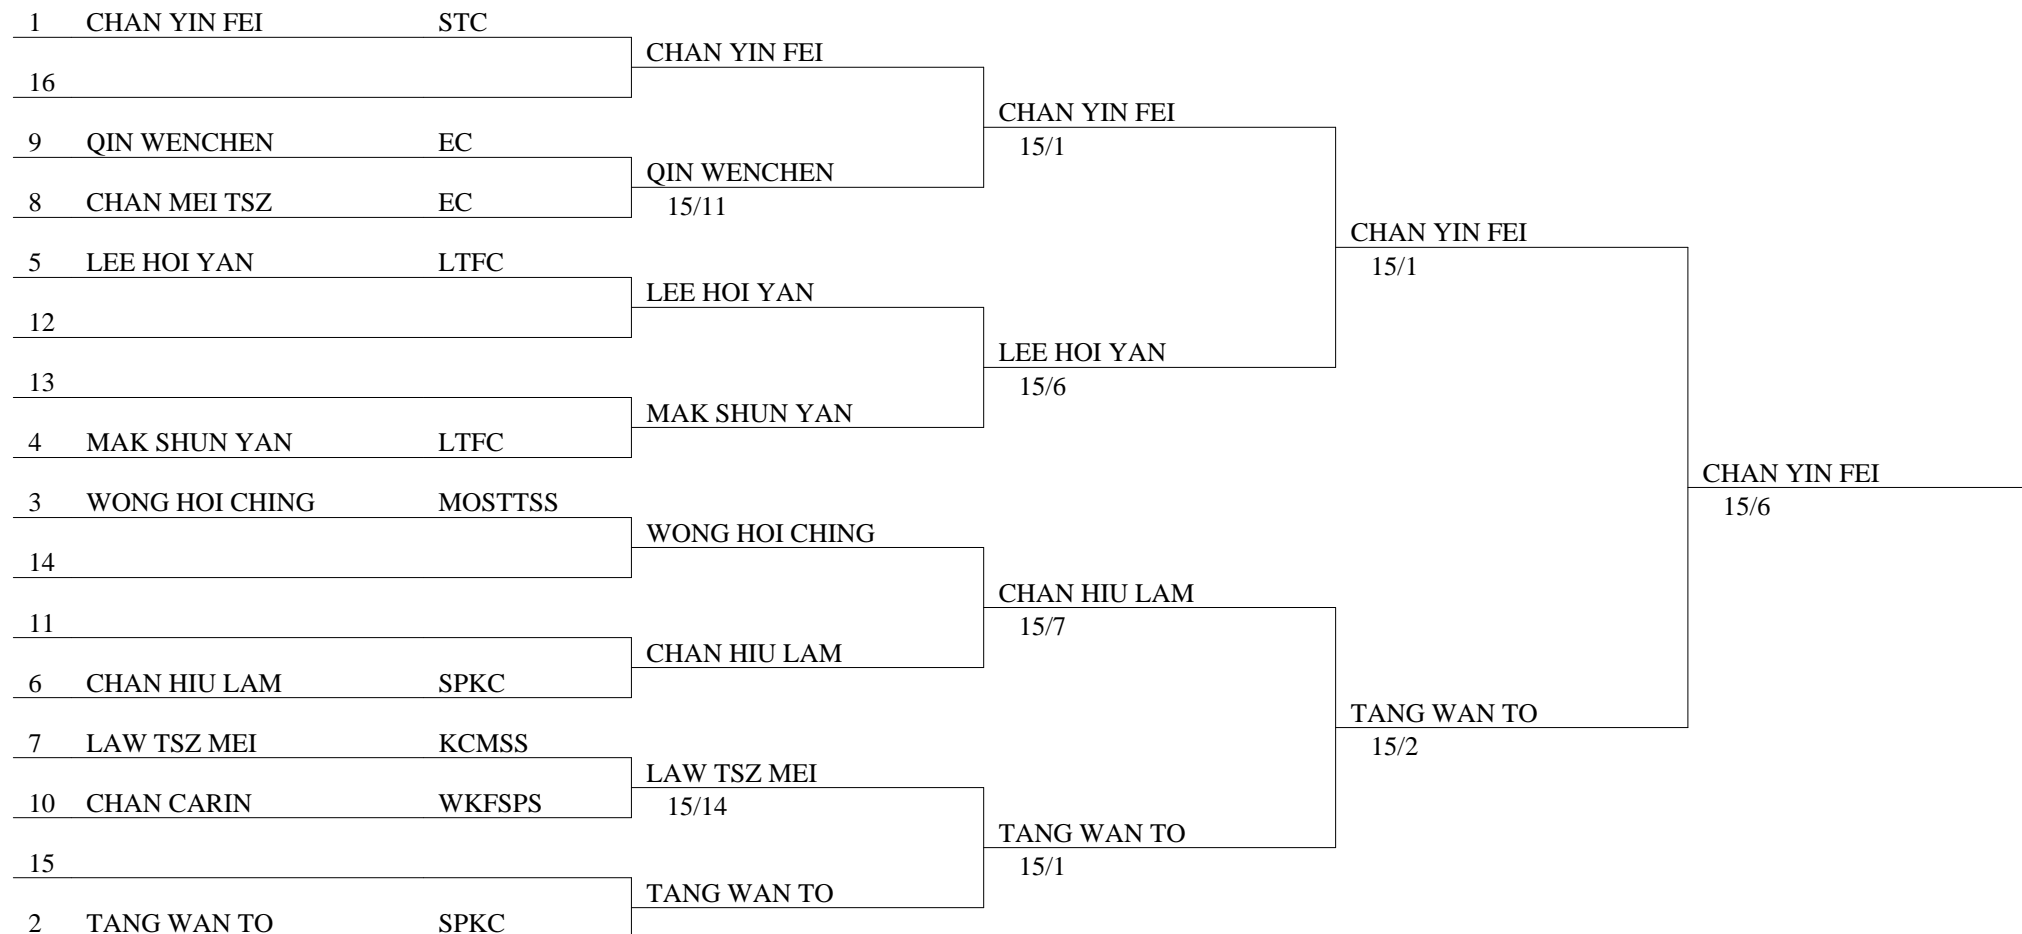 1 CHAN YIN FEI STC
CHAN YIN FEI
16
CHAN YIN FEI
15/1
9 QIN WENCHEN EC
QIN WENCHEN
15/11
8 CHAN MEI TSZ EC
CHAN YIN FEI
15/1
5 LEE HOI YAN LTFC
LEE HOI YAN
12
LEE HOI YAN
15/6
13
MAK SHUN YAN
4 MAK SHUN YAN LTFC
CHAN YIN FEI
15/6
3 WONG HOI CHING MOSTTSS
WONG HOI CHING
14
CHAN HIU LAM
15/7
11
CHAN HIU LAM
6 CHAN HIU LAM SPKC
TANG WAN TO
15/2
7 LAW TSZ MEI KCMSS
LAW TSZ MEI
15/14
10 CHAN CARIN WKFSPS
TANG WAN TO
15/1
15
TANG WAN TO
2 TANG WAN TO SPKC